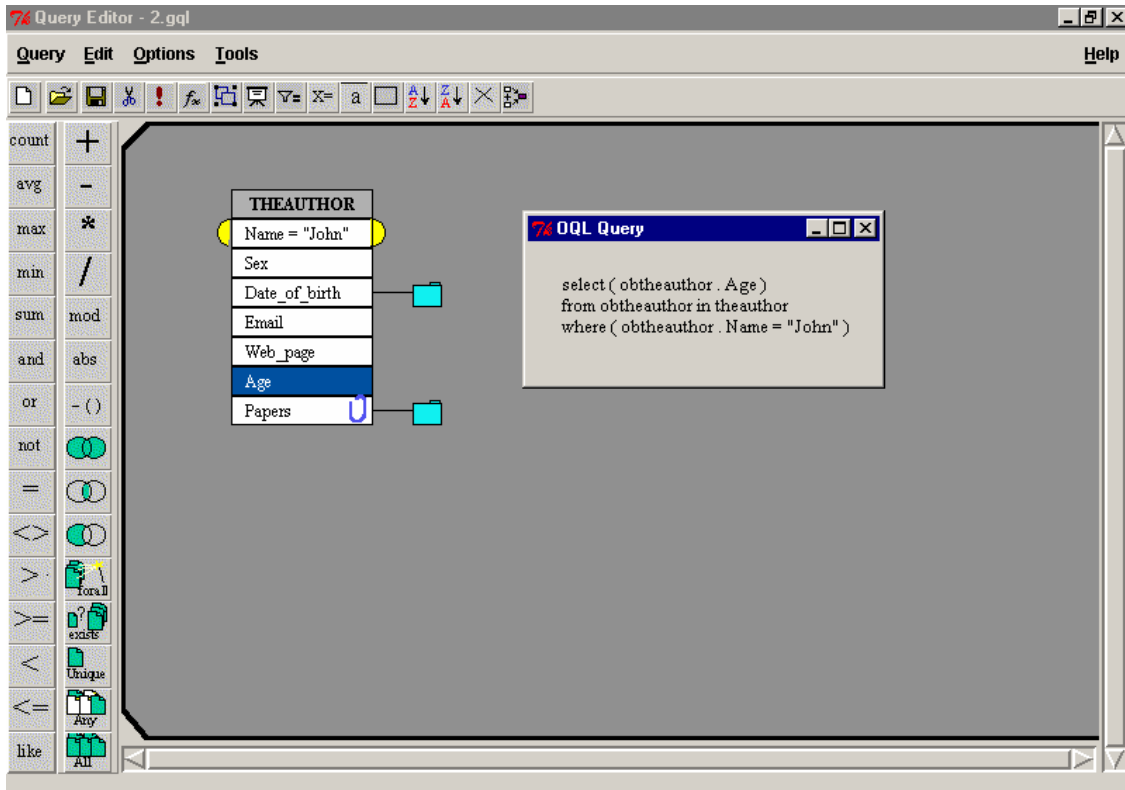 Query Editor - 2.gql
Query Edit Options Tools Help
a A Z Z A
count +
avg -
max *
min /
sum mod
and abs
or - ( )
not
=
<>
> forall
>= exists
< Unique
<= Any
like All
THEAUTHOR
Name = "John"
Sex
Date_of_birth
Email
Web_page
Age
Papers
OQL Query
select ( obtheauthor . Age )
from obtheauthor in theauthor
where ( obtheauthor . Name = "John" )